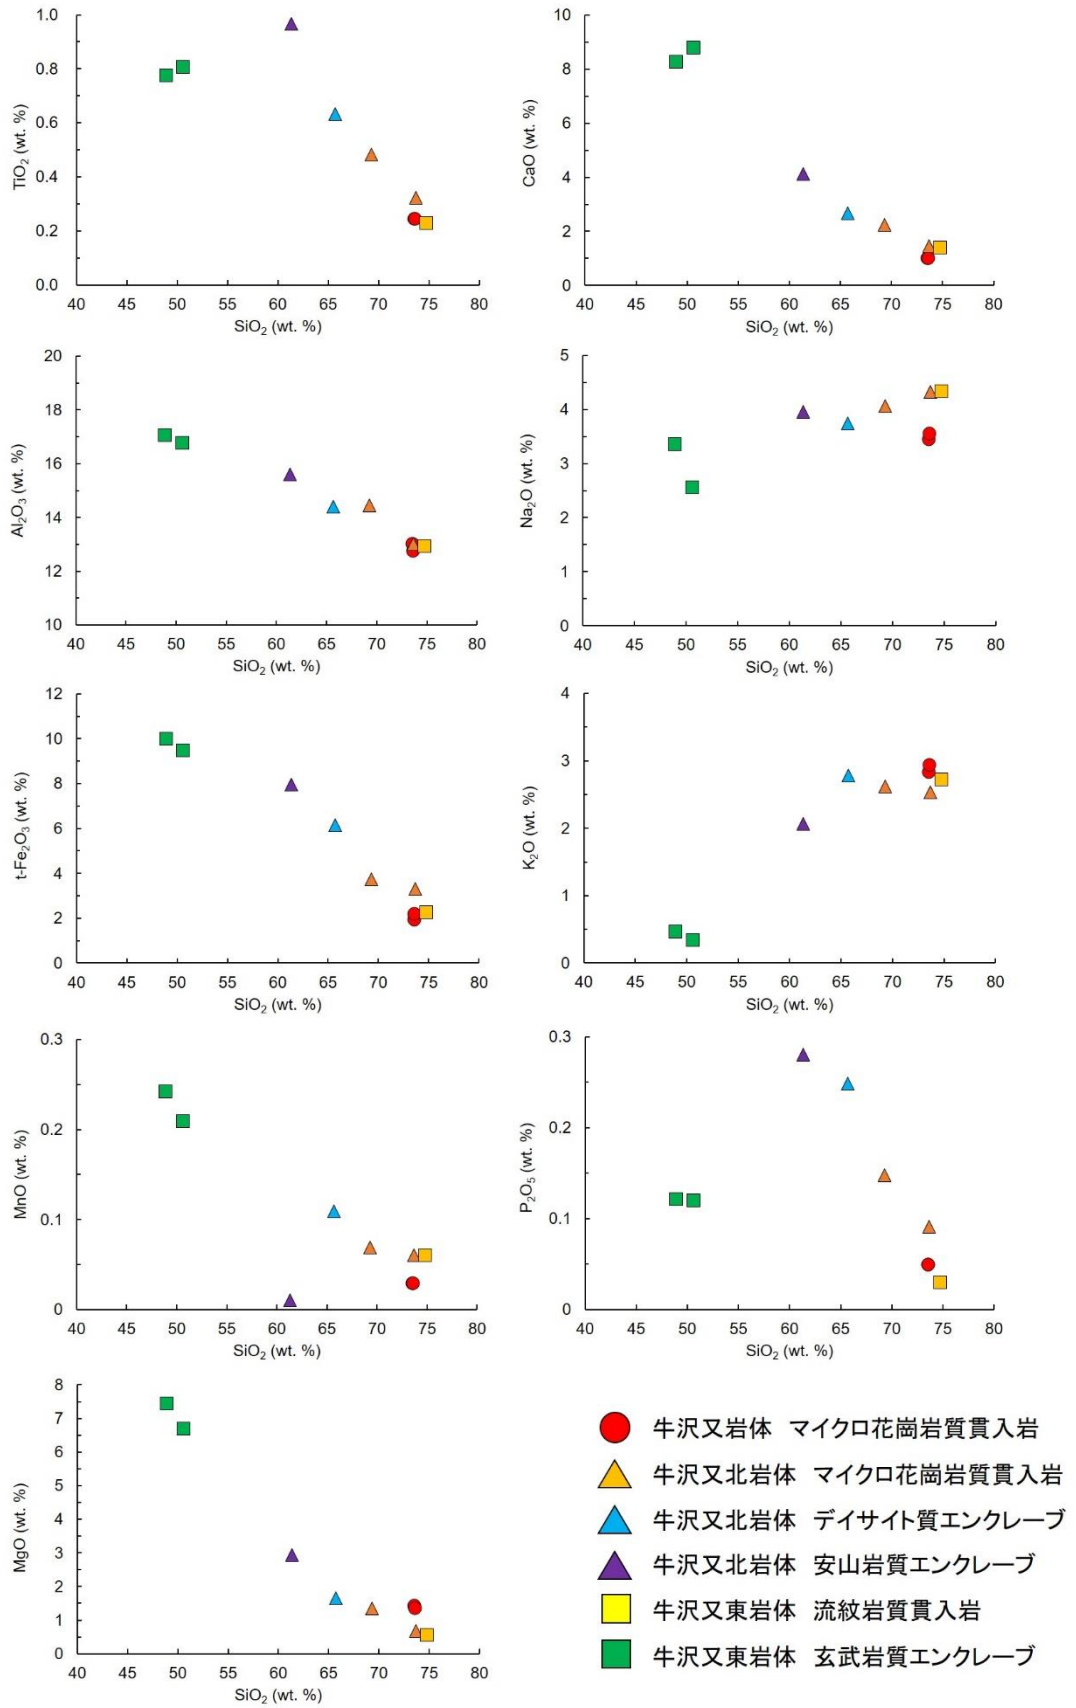 1.0
0.8
0.6
0.4
0.2
0.0
TiO₂ (wt. %)
40 45 50 55 60 65 70 75 80
SiO₂ (wt. %)
10
8
6
4
2
0
CaO (wt. %)
40 45 50 55 60 65 70 75 80
SiO₂ (wt. %)
20
18
16
14
12
10
Al₂O₃ (wt. %)
40 45 50 55 60 65 70 75 80
SiO₂ (wt. %)
5
4
3
2
1
0
Na₂O (wt. %)
40 45 50 55 60 65 70 75 80
SiO₂ (wt. %)
12
10
8
6
4
2
0
t-Fe₂O₃ (wt. %)
40 45 50 55 60 65 70 75 80
SiO₂ (wt. %)
4
3
2
1
0
K₂O (wt. %)
40 45 50 55 60 65 70 75 80
SiO₂ (wt. %)
0.3
0.2
0.1
0
MnO (wt. %)
40 45 50 55 60 65 70 75 80
SiO₂ (wt. %)
0.3
0.2
0.1
0
P₂O₅ (wt. %)
40 45 50 55 60 65 70 75 80
SiO₂ (wt. %)
8
7
6
5
4
3
2
1
0
MgO (wt. %)
40 45 50 55 60 65 70 75 80
SiO₂ (wt. %)
牛沢又岩体 マイクロ花崗岩質貫入岩
牛沢又北岩体 マイクロ花崗岩質貫入岩
牛沢又北岩体 デイサイト質エンクレーブ
牛沢又北岩体 安山岩質エンクレーブ
牛沢又東岩体 流紋岩質貫入岩
牛沢又東岩体 玄武岩質エンクレーブ